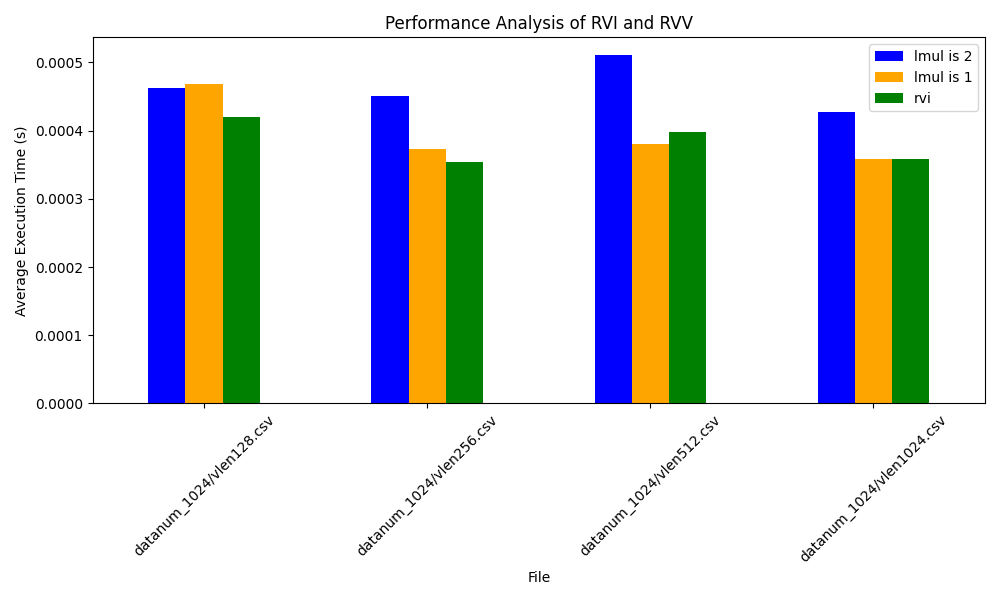 Performance Analysis of RVI and RVV
lmul is 2
lmul is 1
rvi
Average Execution Time (s)
0.0005
0.0004
0.0003
0.0002
0.0001
0.0000
datanum_1024/vlen128.csv
datanum_1024/vlen256.csv
datanum_1024/vlen512.csv
datanum_1024/vlen1024.csv
File